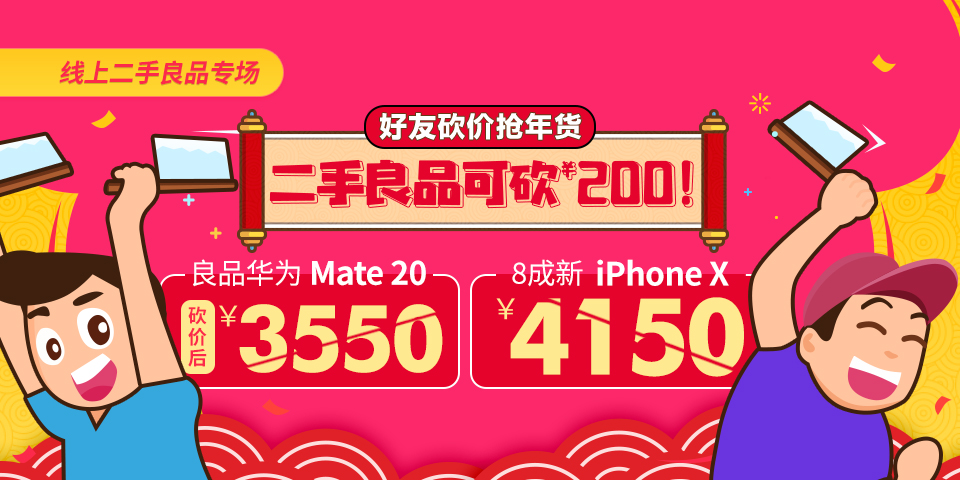 线上二手良品专场
好友砍价抢年货
二手良品可砍¥200!
良品华为 Mate 20
砍价后
¥3550
8成新 iPhone X
¥4150